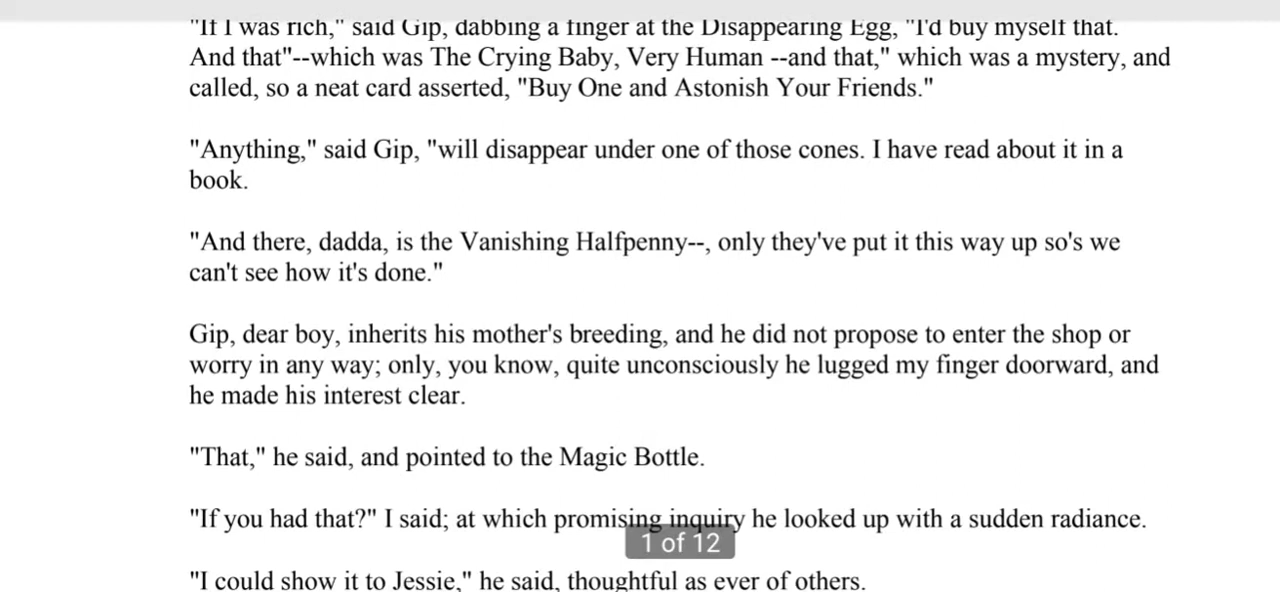 "If I was rich," said Gip, dabbing a finger at the Disappearing Egg, "I'd buy myself that.
And that"--which was The Crying Baby, Very Human --and that," which was a mystery, and
called, so a neat card asserted, "Buy One and Astonish Your Friends."
"Anything," said Gip, "will disappear under one of those cones. I have read about it in a
book.
"And there, dadda, is the Vanishing Halfpenny--, only they've put it this way up so's we
can't see how it's done."
Gip, dear boy, inherits his mother's breeding, and he did not propose to enter the shop or
worry in any way; only, you know, quite unconsciously he lugged my finger doorward, and
he made his interest clear.
"That," he said, and pointed to the Magic Bottle.
"If you had that?" I said; at which promising inquiry he looked up with a sudden radiance.
1 of 12
"I could show it to Jessie," he said, thoughtful as ever of others.